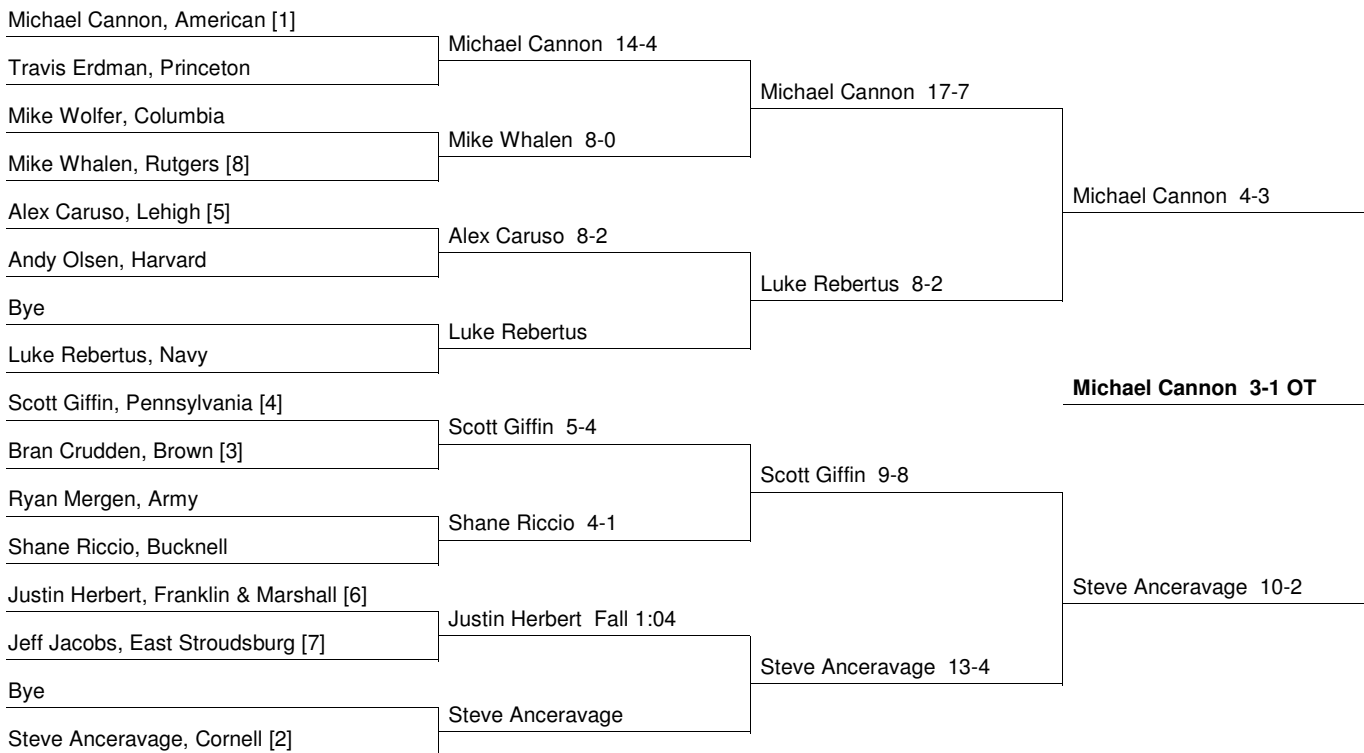 Michael Cannon, American [1]
Travis Erdman, Princeton
Mike Wolfer, Columbia
Mike Whalen, Rutgers [8]
Alex Caruso, Lehigh [5]
Andy Olsen, Harvard
Bye
Luke Rebertus, Navy
Scott Giffin, Pennsylvania [4]
Bran Crudden, Brown [3]
Ryan Mergen, Army
Shane Riccio, Bucknell
Justin Herbert, Franklin & Marshall [6]
Jeff Jacobs, East Stroudsburg [7]
Bye
Steve Anceravage, Cornell [2]
Michael Cannon 14-4
Mike Whalen 8-0
Alex Caruso 8-2
Luke Rebertus
Scott Giffin 5-4
Shane Riccio 4-1
Justin Herbert Fall 1:04
Steve Anceravage
Michael Cannon 17-7
Luke Rebertus 8-2
Scott Giffin 9-8
Steve Anceravage 13-4
Michael Cannon 4-3
Steve Anceravage 10-2
Michael Cannon 3-1 OT